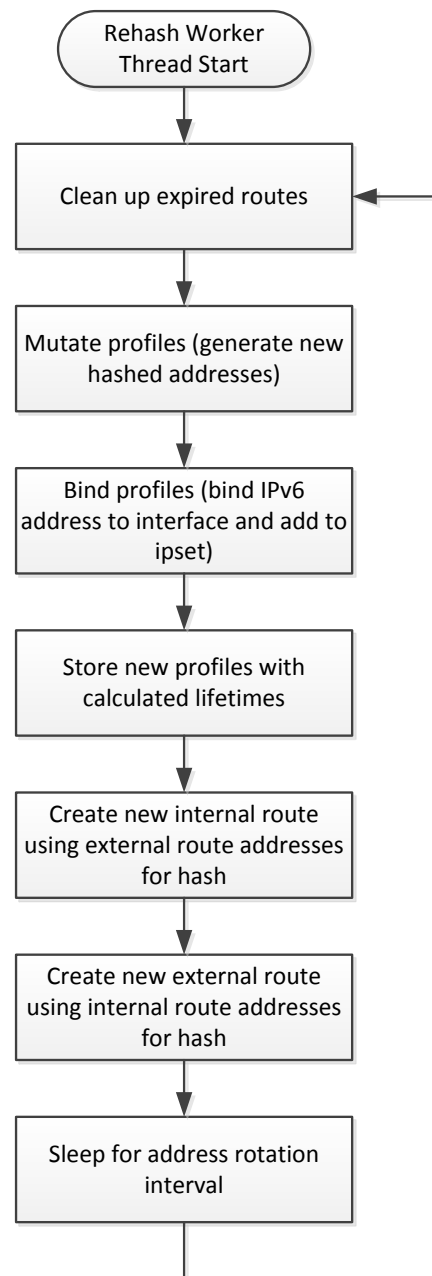 Rehash Worker
Thread Start
Clean up expired routes
Mutate profiles (generate new
hashed addresses)
Bind profiles (bind IPv6
address to interface and add to
ipset)
Store new profiles with
calculated lifetimes
Create new internal route
using external route addresses
for hash
Create new external route
using internal route addresses
for hash
Sleep for address rotation
interval